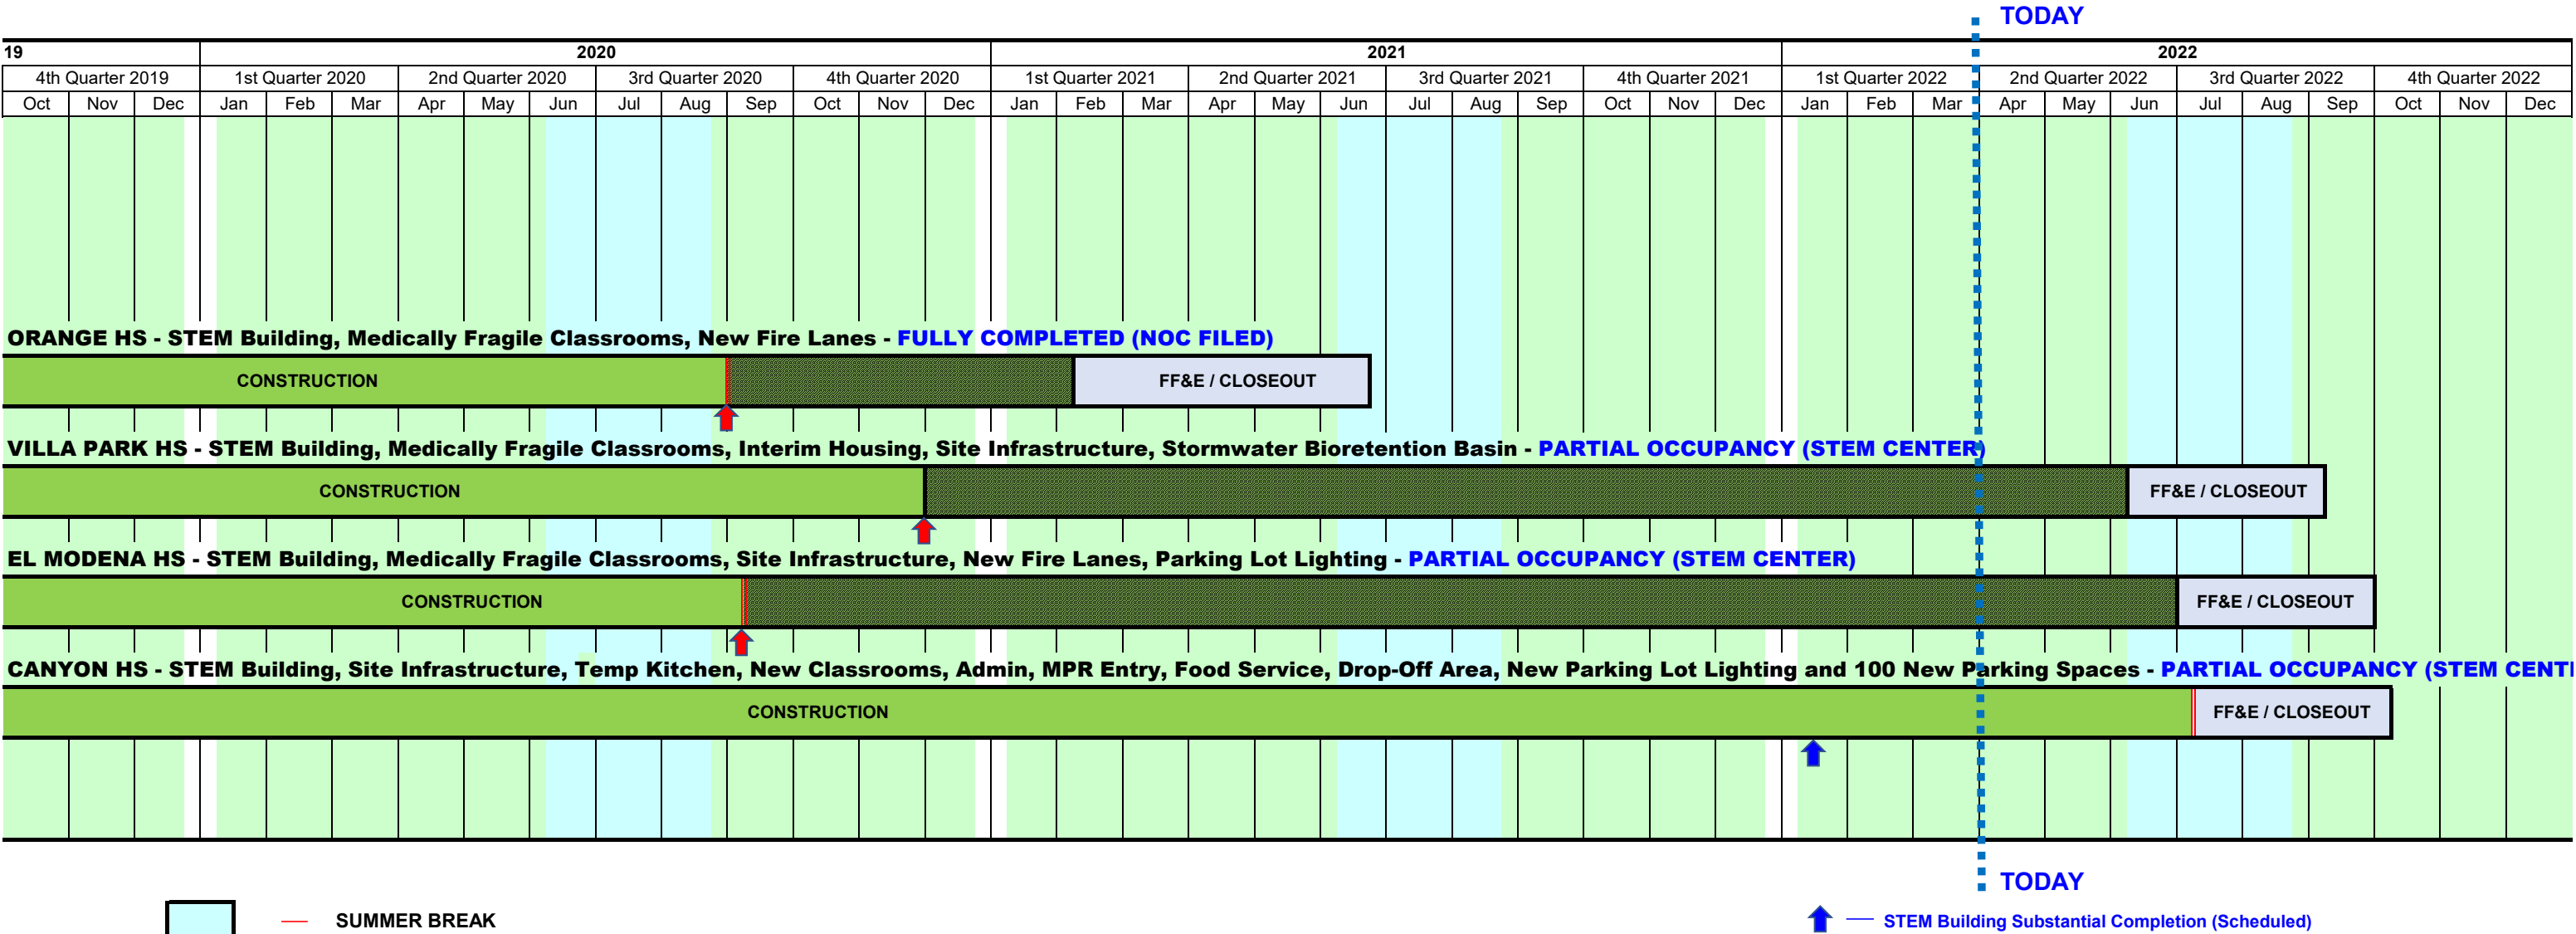 TODAY
19 2020 2021 2022
4th Quarter 2019 1st Quarter 2020 2nd Quarter 2020 3rd Quarter 2020 4th Quarter 2020 1st Quarter 2021 2nd Quarter 2021 3rd Quarter 2021 4th Quarter 2021 1st Quarter 2022 2nd Quarter 2022 3rd Quarter 2022 4th Quarter 2022
Oct Nov Dec Jan Feb Mar Apr May Jun Jul Aug Sep Oct Nov Dec Jan Feb Mar Apr May Jun Jul Aug Sep Oct Nov Dec Jan Feb Mar Apr May Jun Jul Aug Sep Oct Nov Dec
ORANGE HS - STEM Building, Medically Fragile Classrooms, New Fire Lanes - FULLY COMPLETED (NOC FILED)
CONSTRUCTION FF&E / CLOSEOUT
VILLA PARK HS - STEM Building, Medically Fragile Classrooms, Interim Housing, Site Infrastructure, Stormwater Bioretention Basin - PARTIAL OCCUPANCY (STEM CENTER)
CONSTRUCTION FF&E / CLOSEOUT
EL MODENA HS - STEM Building, Medically Fragile Classrooms, Site Infrastructure, New Fire Lanes, Parking Lot Lighting - PARTIAL OCCUPANCY (STEM CENTER)
CONSTRUCTION FF&E / CLOSEOUT
CANYON HS - STEM Building, Site Infrastructure, Temp Kitchen, New Classrooms, Admin, MPR Entry, Food Service, Drop-Off Area, New Parking Lot Lighting and 100 New Parking Spaces - PARTIAL OCCUPANCY (STEM CENT
CONSTRUCTION FF&E / CLOSEOUT
TODAY
SUMMER BREAK STEM Building Substantial Completion (Scheduled)